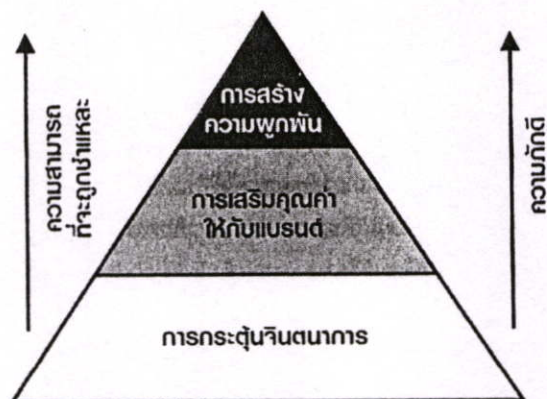 การสร้าง
ความผูกพัน
ความสามารถ
ที่จะถูกชำแหละ
การเสริมคุณค่า
ให้กับแบรนด์
ความภักดี
การกระตุ้นจินตนาการ